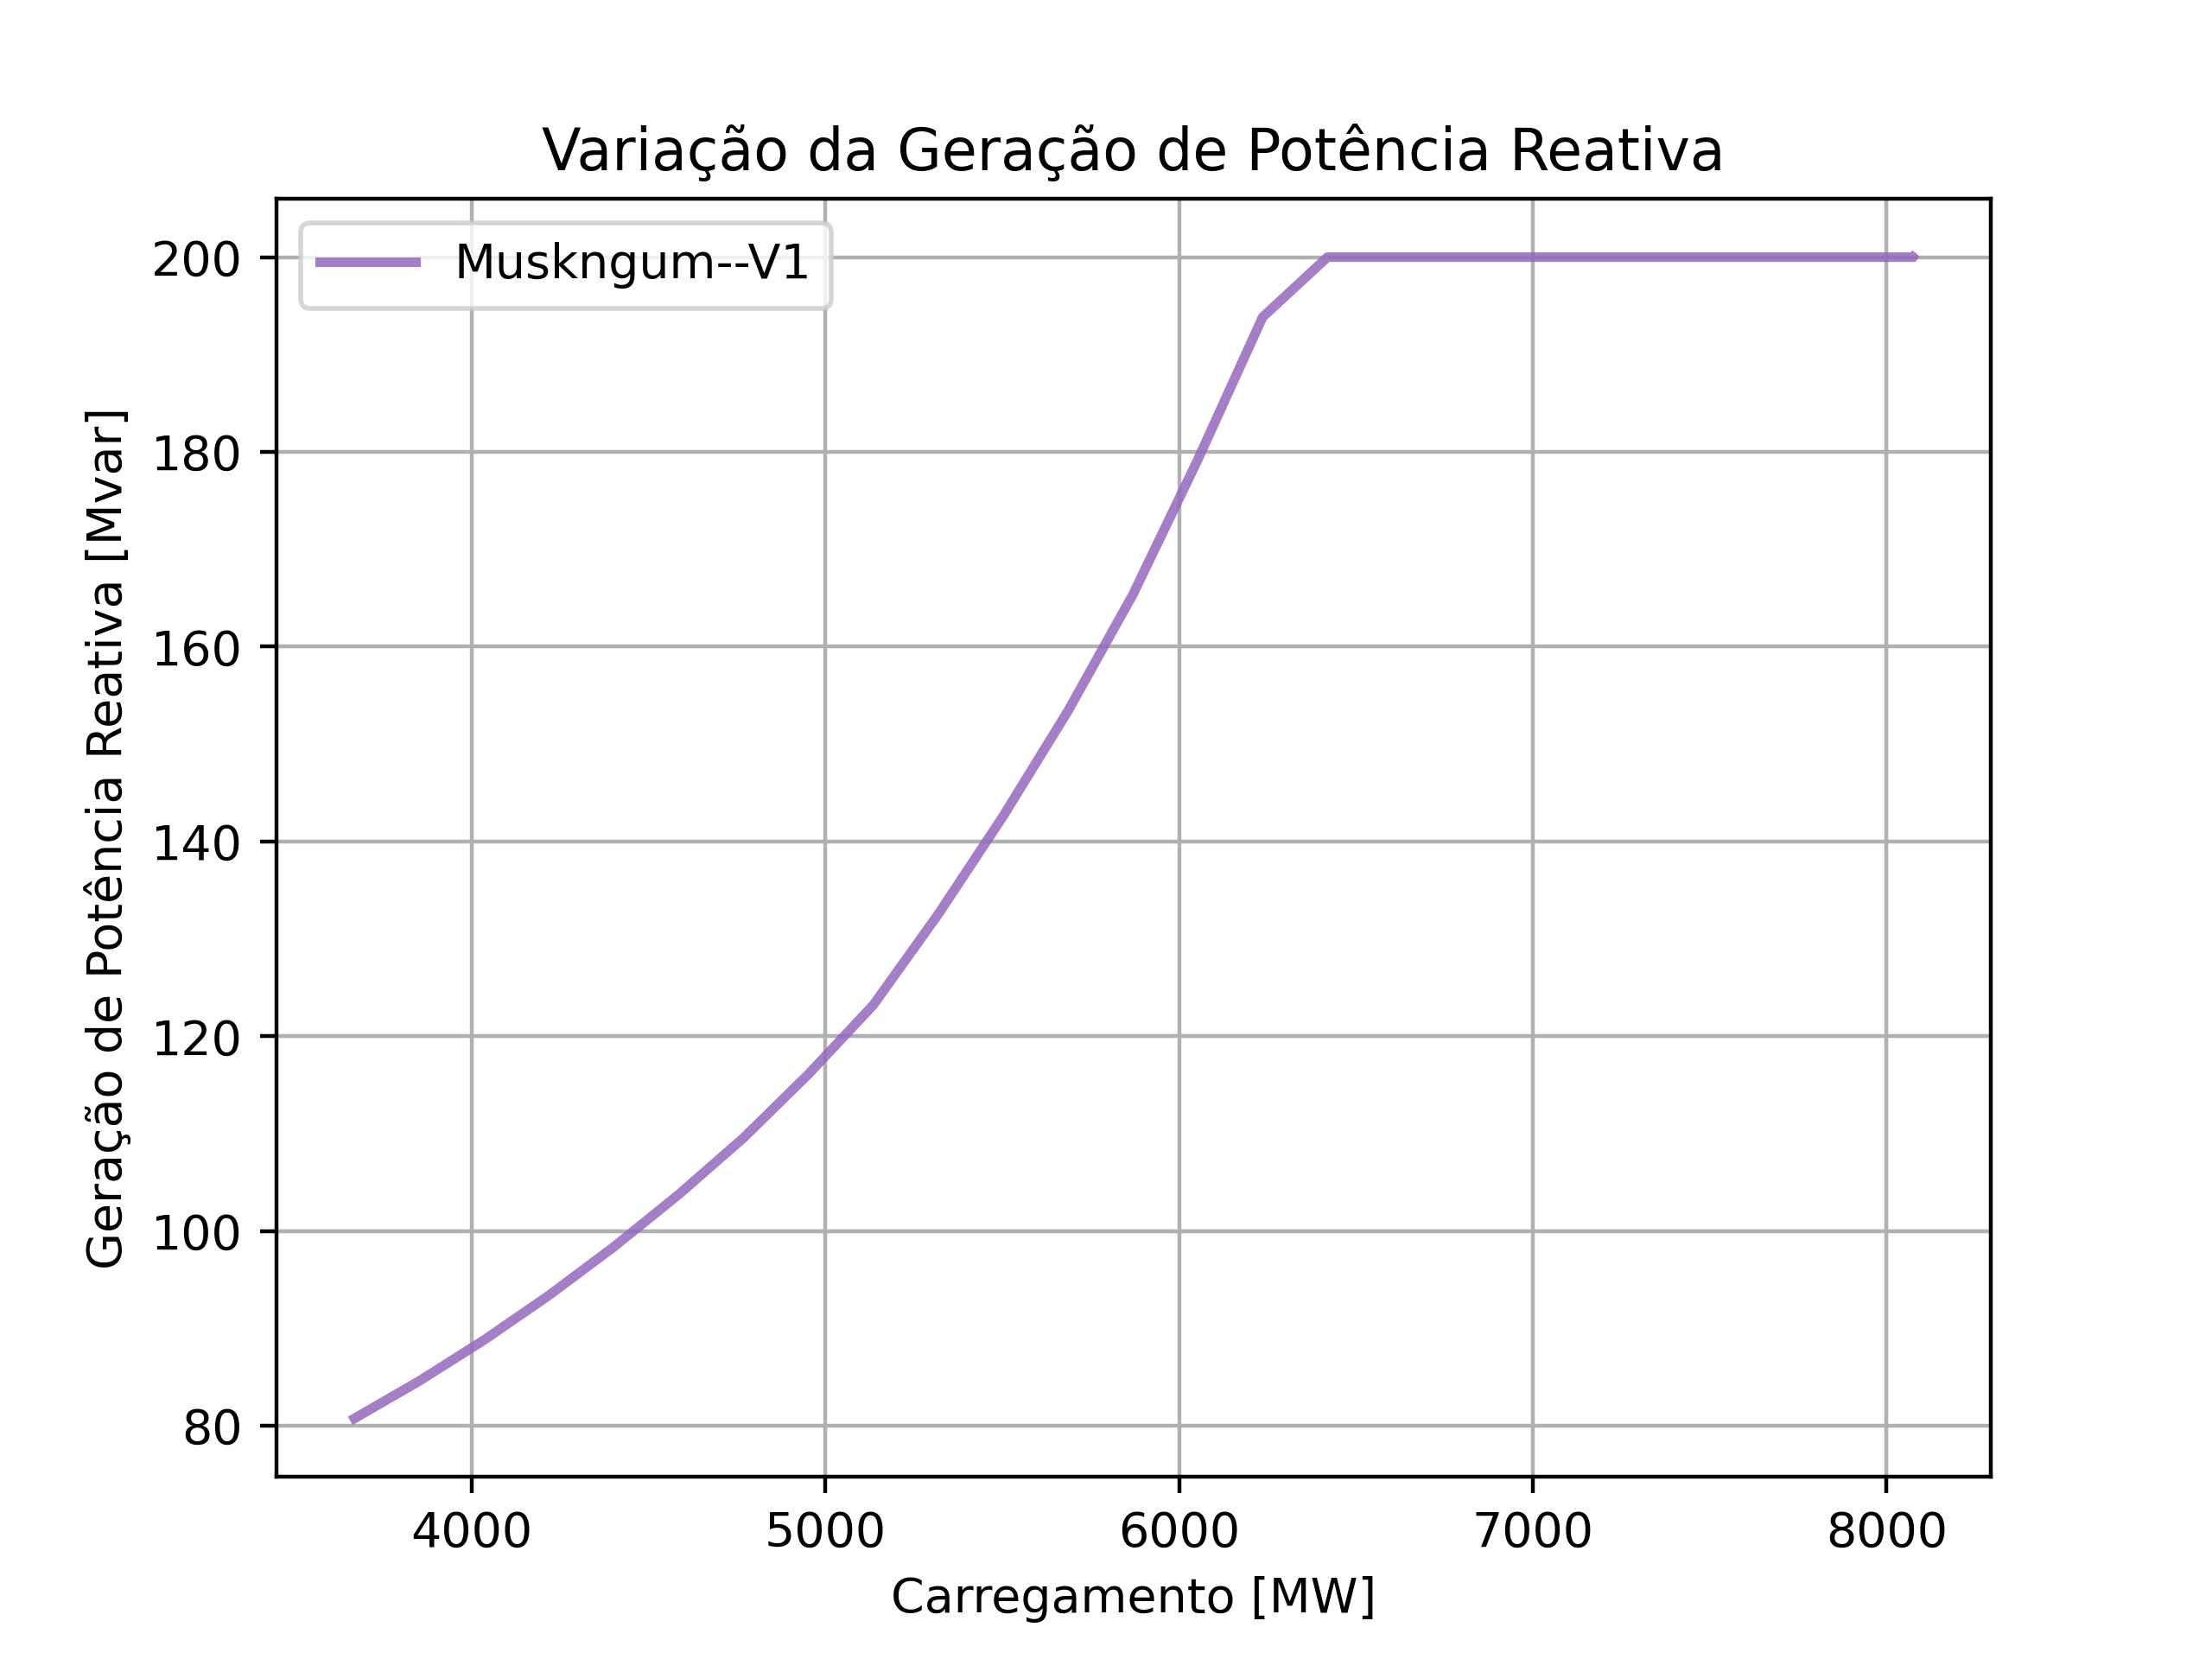 Variação da Geração de Potência Reativa
Muskngum--V1
Geração de Potência Reativa [Mvar]
200
180
160
140
120
100
80
4000 5000 6000 7000 8000
Carregamento [MW]